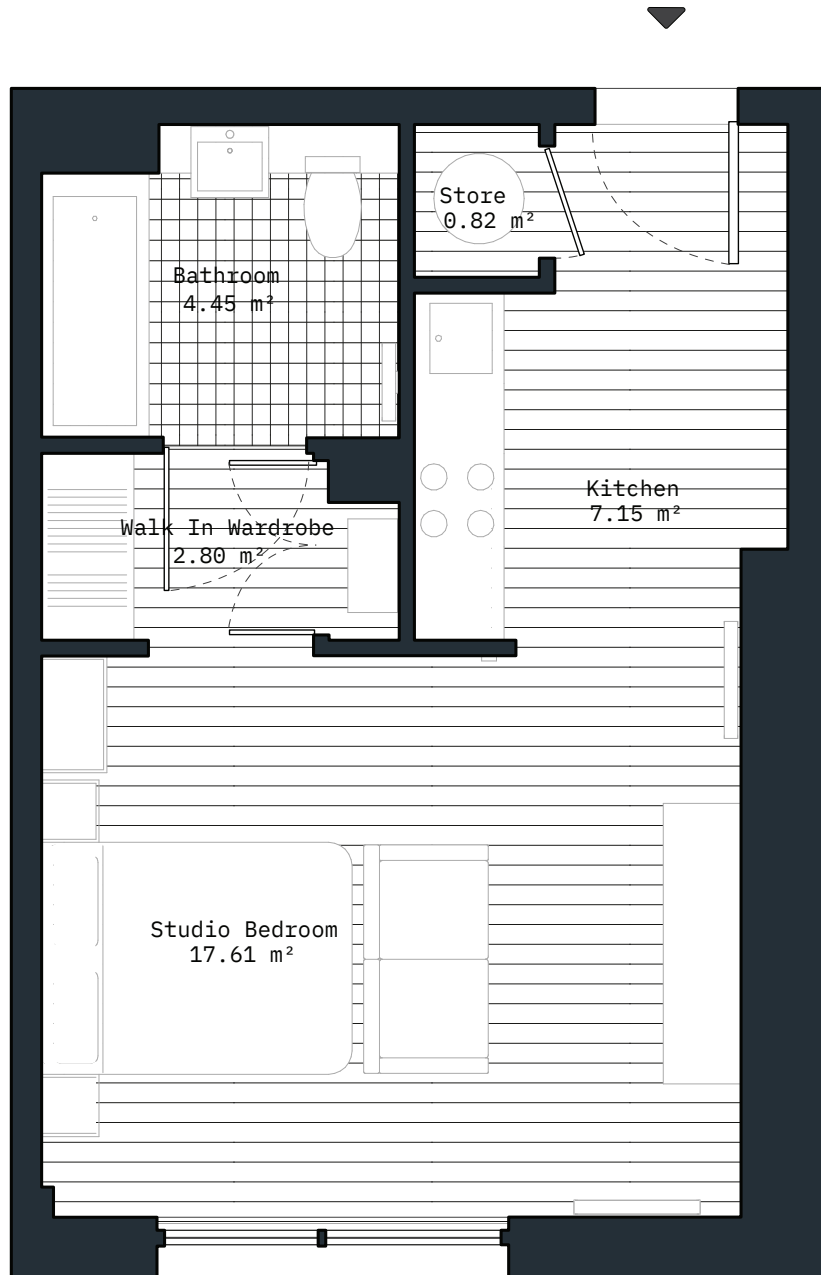 Store
0.82 m²
Bathroom
4.45 m²
Kitchen
7.15 m²
Walk In Wardrobe
2.80 m²
Studio Bedroom
17.61 m²